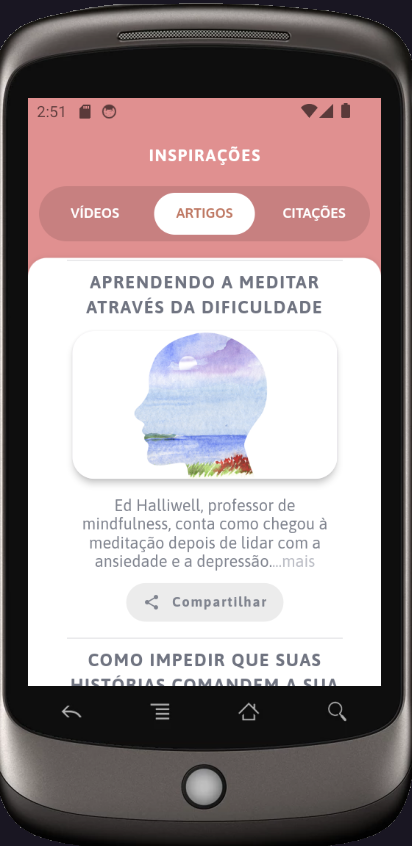 2:51
INSPIRAÇÕES
VÍDEOS ARTIGOS CITAÇÕES
APRENDENDO A MEDITAR
ATRAVÉS DA DIFICULDADE
Ed Halliwell, professor de
mindfulness, conta como chegou à
meditação depois de lidar com a
ansiedade e a depressão....mais
Compartilhar
COMO IMPEDIR QUE SUAS
HISTÓRIAS COMANDEM A SUA